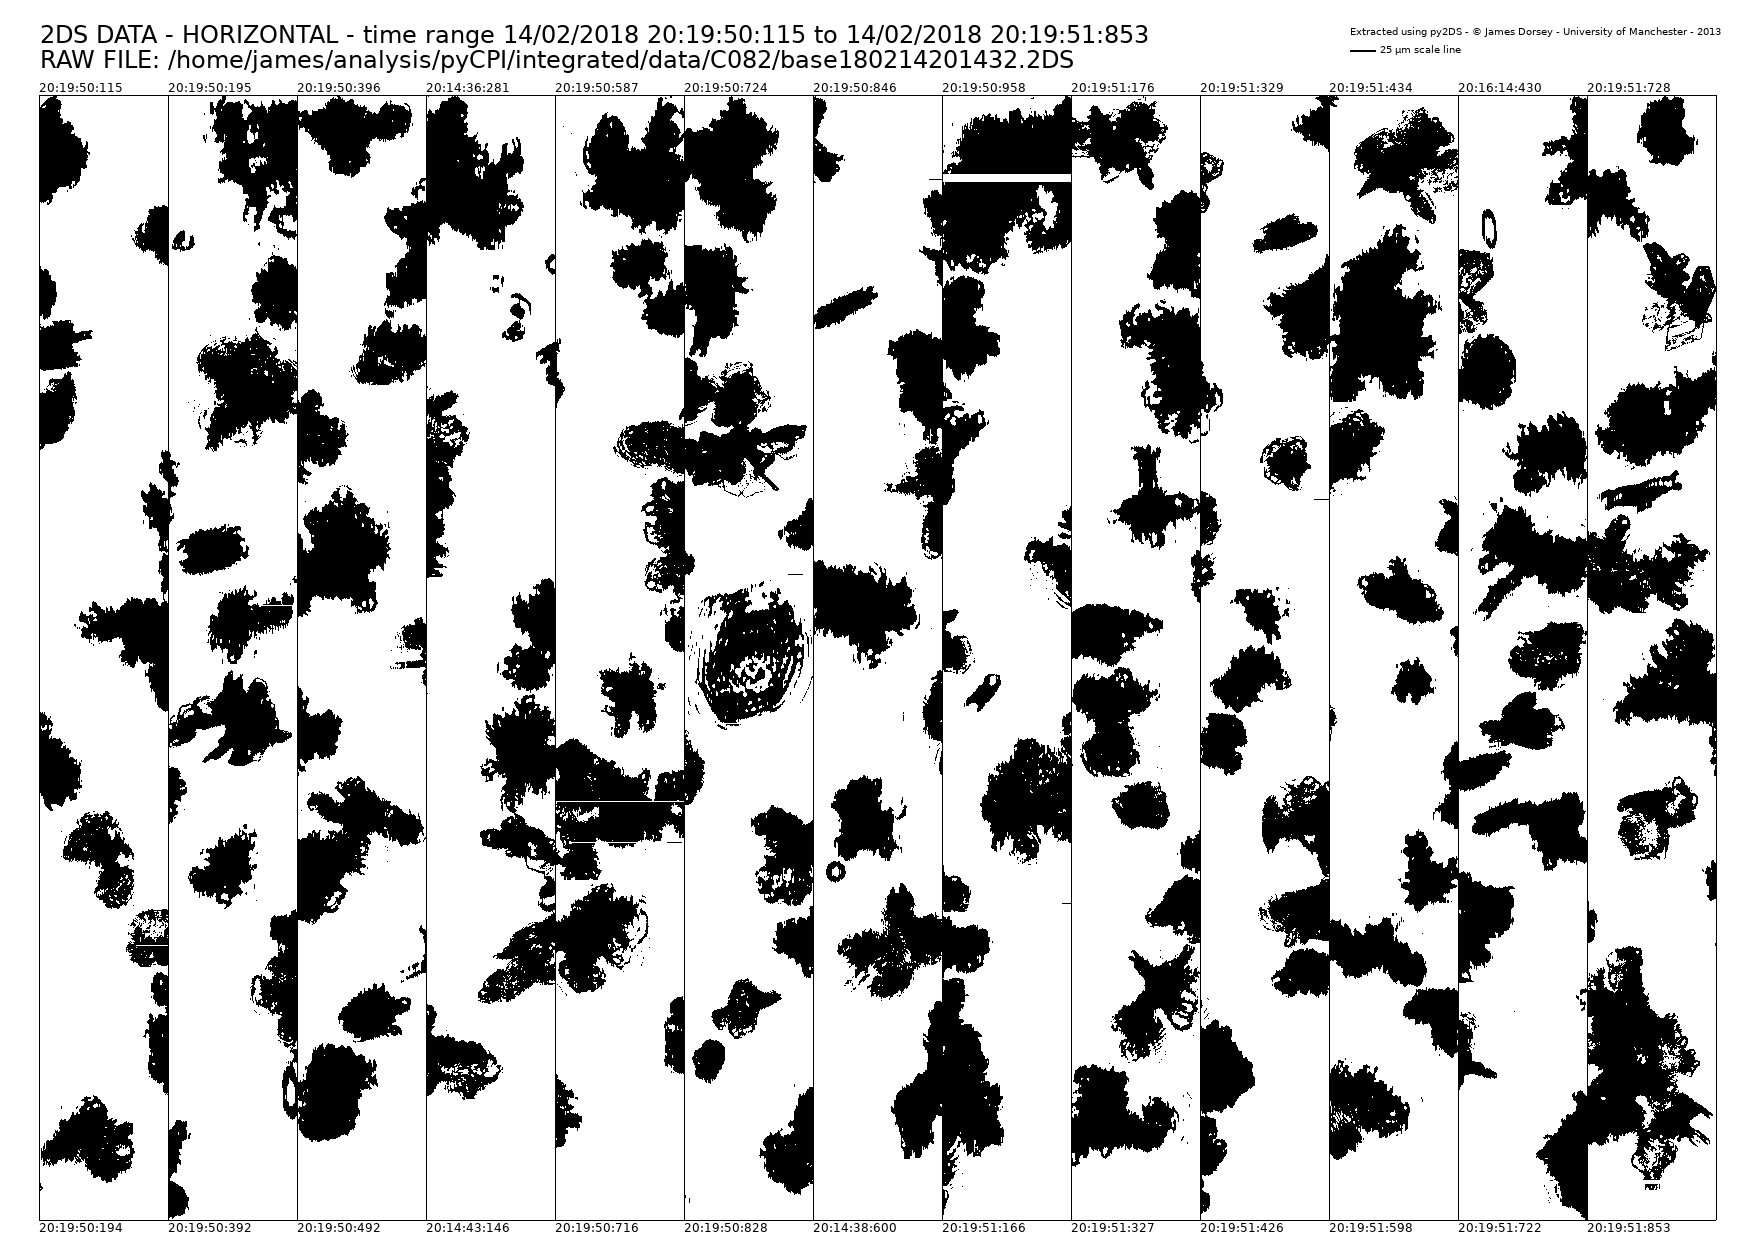 2DS DATA - HORIZONTAL - time range 14/02/2018 20:19:50:115 to 14/02/2018 20:19:51:853
RAW FILE: /home/james/analysis/pyCPI/integrated/data/C082/base180214201432.2DS
Extracted using py2DS - © James Dorsey - University of Manchester - 2013
25 µm scale line
20:19:50:115 20:19:50:195 20:19:50:396 20:14:36:281 20:19:50:587 20:19:50:724 20:19:50:846 20:19:50:958 20:19:51:176 20:19:51:329 20:19:51:434 20:16:14:430 20:19:51:728
20:19:50:194 20:19:50:392 20:19:50:492 20:14:43:146 20:19:50:716 20:19:50:828 20:14:38:600 20:19:51:166 20:19:51:327 20:19:51:426 20:19:51:598 20:19:51:722 20:19:51:853